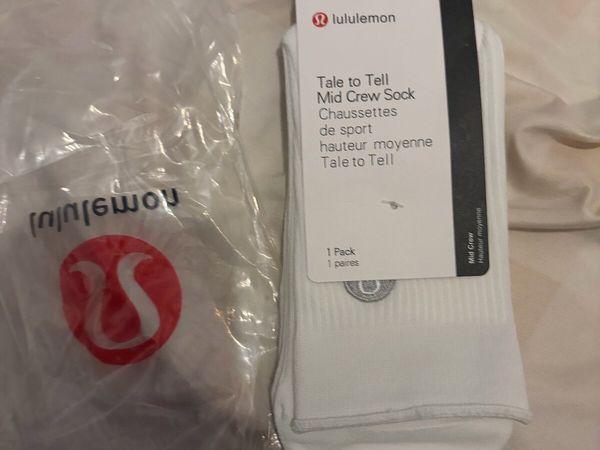 lululemon
Tale to Tell
Mid Crew Sock
Chaussettes
de sport
hauteur moyenne
Tale to Tell
1 Pack
1 paires
Mid Crew
Hauteur moyenne
lululemon